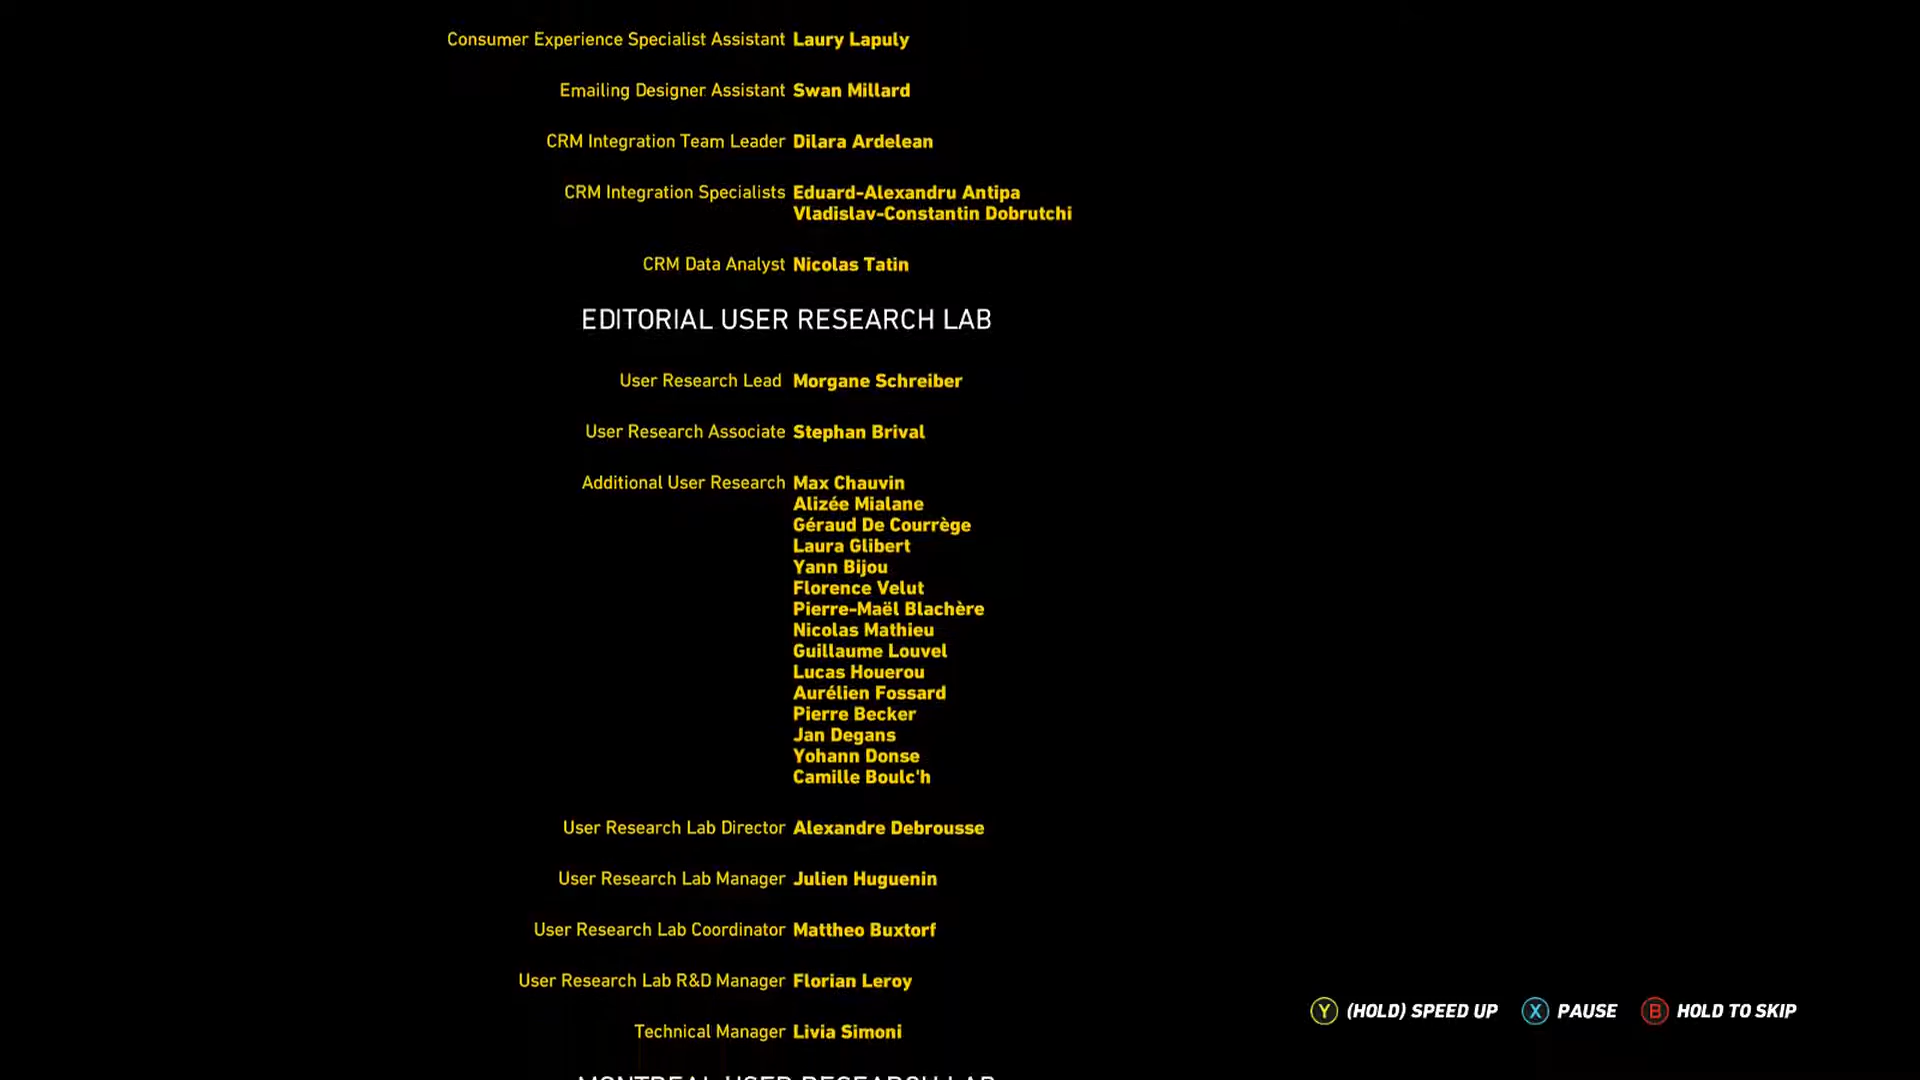 Consumer Experience Specialist Assistant Laury Lapuly
Emailing Designer Assistant Swan Millard
CRM Integration Team Leader Dilara Ardelean
CRM Integration Specialists Eduard-Alexandru Antipa
Vladislav-Constantin Dobrutchi
CRM Data Analyst Nicolas Tatin
EDITORIAL USER RESEARCH LAB
User Research Lead Morgane Schreiber
User Research Associate Stephan Brival
Additional User Research Max Chauvin
Alizée Mialane
Géraud De Courrège
Laura Glibert
Yann Bijou
Florence Velut
Pierre-Maël Blachère
Nicolas Mathieu
Guillaume Louvel
Lucas Houerou
Aurélien Fossard
Pierre Becker
Jan Degans
Yohann Donse
Camille Boulc'h
User Research Lab Director Alexandre Debrousse
User Research Lab Manager Julien Huguenin
User Research Lab Coordinator Mattheo Buxtorf
User Research Lab R&D Manager Florian Leroy
Y (HOLD) SPEED UP X PAUSE B HOLD TO SKIP
Technical Manager Livia Simoni
MONTREAL USER RESEARCH LAB